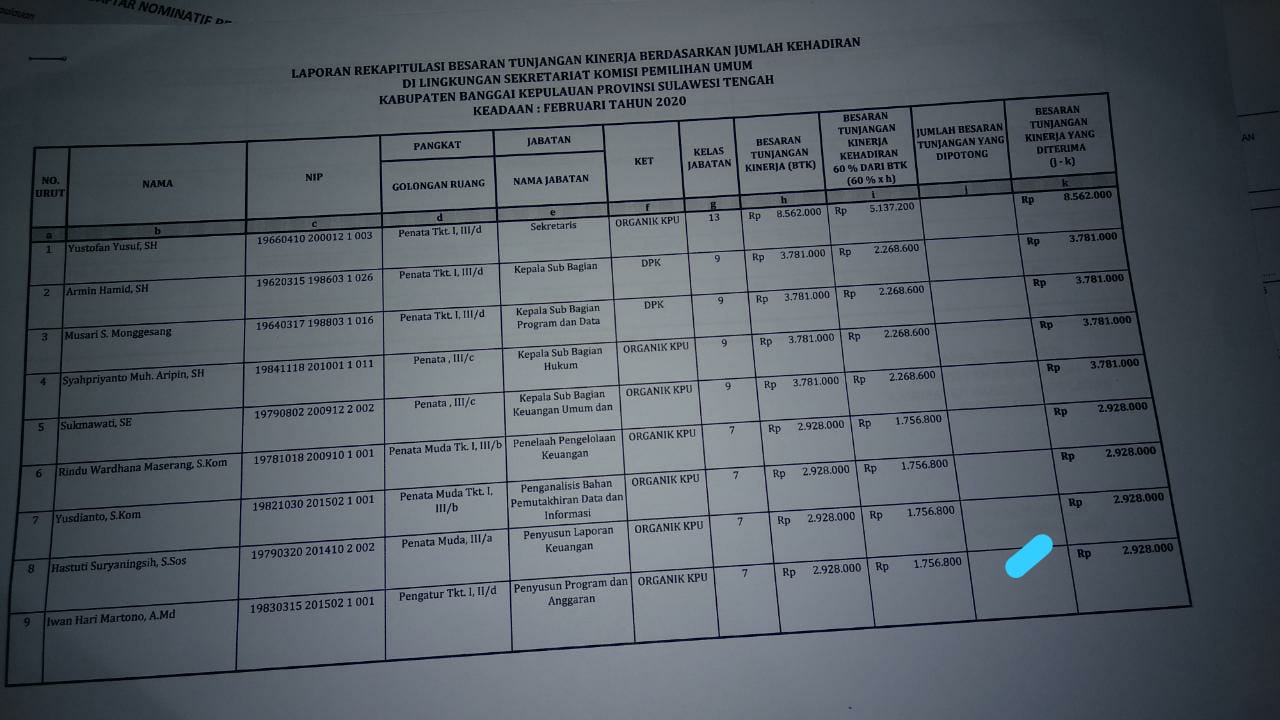 FTAR NOMINATIF
LAPORAN REKAPITULASI BESARAN TUNJANGAN KINERJA BERDASARKAN JUMLAH KEHADIRAN
DI LINGKUNGAN SEKRETARIAT KOMISI PEMILIHAN UMUM
KABUPATEN BANGGAI KEPULAUAN PROVINSI SULAWESI TENGAH
KEADAAN : FEBRUARI TAHUN 2020
NO. URUT | NAMA | NIP | PANGKAT GOLONGAN RUANG | JABATAN NAMA JABATAN | KET | KELAS JABATAN | BESARAN TUNJANGAN KINERJA (BTK) | BESARAN TUNJANGAN KINERJA KEHADIRAN 60 % DARI BTK (60 % x h) | JUMLAH BESARAN TUNJANGAN YANG DIPOTONG | BESARAN TUNJANGAN KINERJA YANG DITERIMA (j - k)
a | b | c | d | e | f | g | h | i | j | k
1 | Yustofan Yusuf, SH | 19660410 200012 1 003 | Penata Tkt. I, III/d | Sekretaris | ORGANIK KPU | 13 | Rp 8.562.000 | Rp 5.137.200 | | Rp 8.562.000
2 | Armin Hamid, SH | 19620315 198603 1 026 | Penata Tkt. I, III/d | Kepala Sub Bagian | DPK | 9 | Rp 3.781.000 | Rp 2.268.600 | | Rp 3.781.000
3 | Musari S. Monggesang | 19640317 198803 1 016 | Penata Tkt. I, III/d | Kepala Sub Bagian Program dan Data | DPK | 9 | Rp 3.781.000 | Rp 2.268.600 | | Rp 3.781.000
4 | Syahpriyanto Muh. Aripin, SH | 19841118 201001 1 011 | Penata , III/c | Kepala Sub Bagian Hukum | ORGANIK KPU | 9 | Rp 3.781.000 | Rp 2.268.600 | | Rp 3.781.000
5 | Sukmawati, SE | 19790802 200912 2 002 | Penata , III/c | Kepala Sub Bagian Keuangan Umum dan | ORGANIK KPU | 9 | Rp 3.781.000 | Rp 2.268.600 | | Rp 3.781.000
6 | Rindu Wardhana Maserang, S.Kom | 19781018 200910 1 001 | Penata Muda Tk. I, III/b | Penelaah Pengelolaan Keuangan | ORGANIK KPU | 7 | Rp 2.928.000 | Rp 1.756.800 | | Rp 2.928.000
7 | Yusdianto, S.Kom | 19821030 201502 1 001 | Penata Muda Tkt. I, III/b | Penganalisis Bahan Pemutakhiran Data dan Informasi | ORGANIK KPU | 7 | Rp 2.928.000 | Rp 1.756.800 | | Rp 2.928.000
8 | Hastuti Suryaningsih, S.Sos | 19790320 201410 2 002 | Penata Muda, III/a | Penyusun Laporan Keuangan | ORGANIK KPU | 7 | Rp 2.928.000 | Rp 1.756.800 | | Rp 2.928.000
9 | Iwan Hari Martono, A.Md | 19830315 201502 1 001 | Pengatur Tkt. I, II/d | Penyusun Program dan Anggaran | ORGANIK KPU | 7 | Rp 2.928.000 | Rp 1.756.800 | | Rp 2.928.000
AN